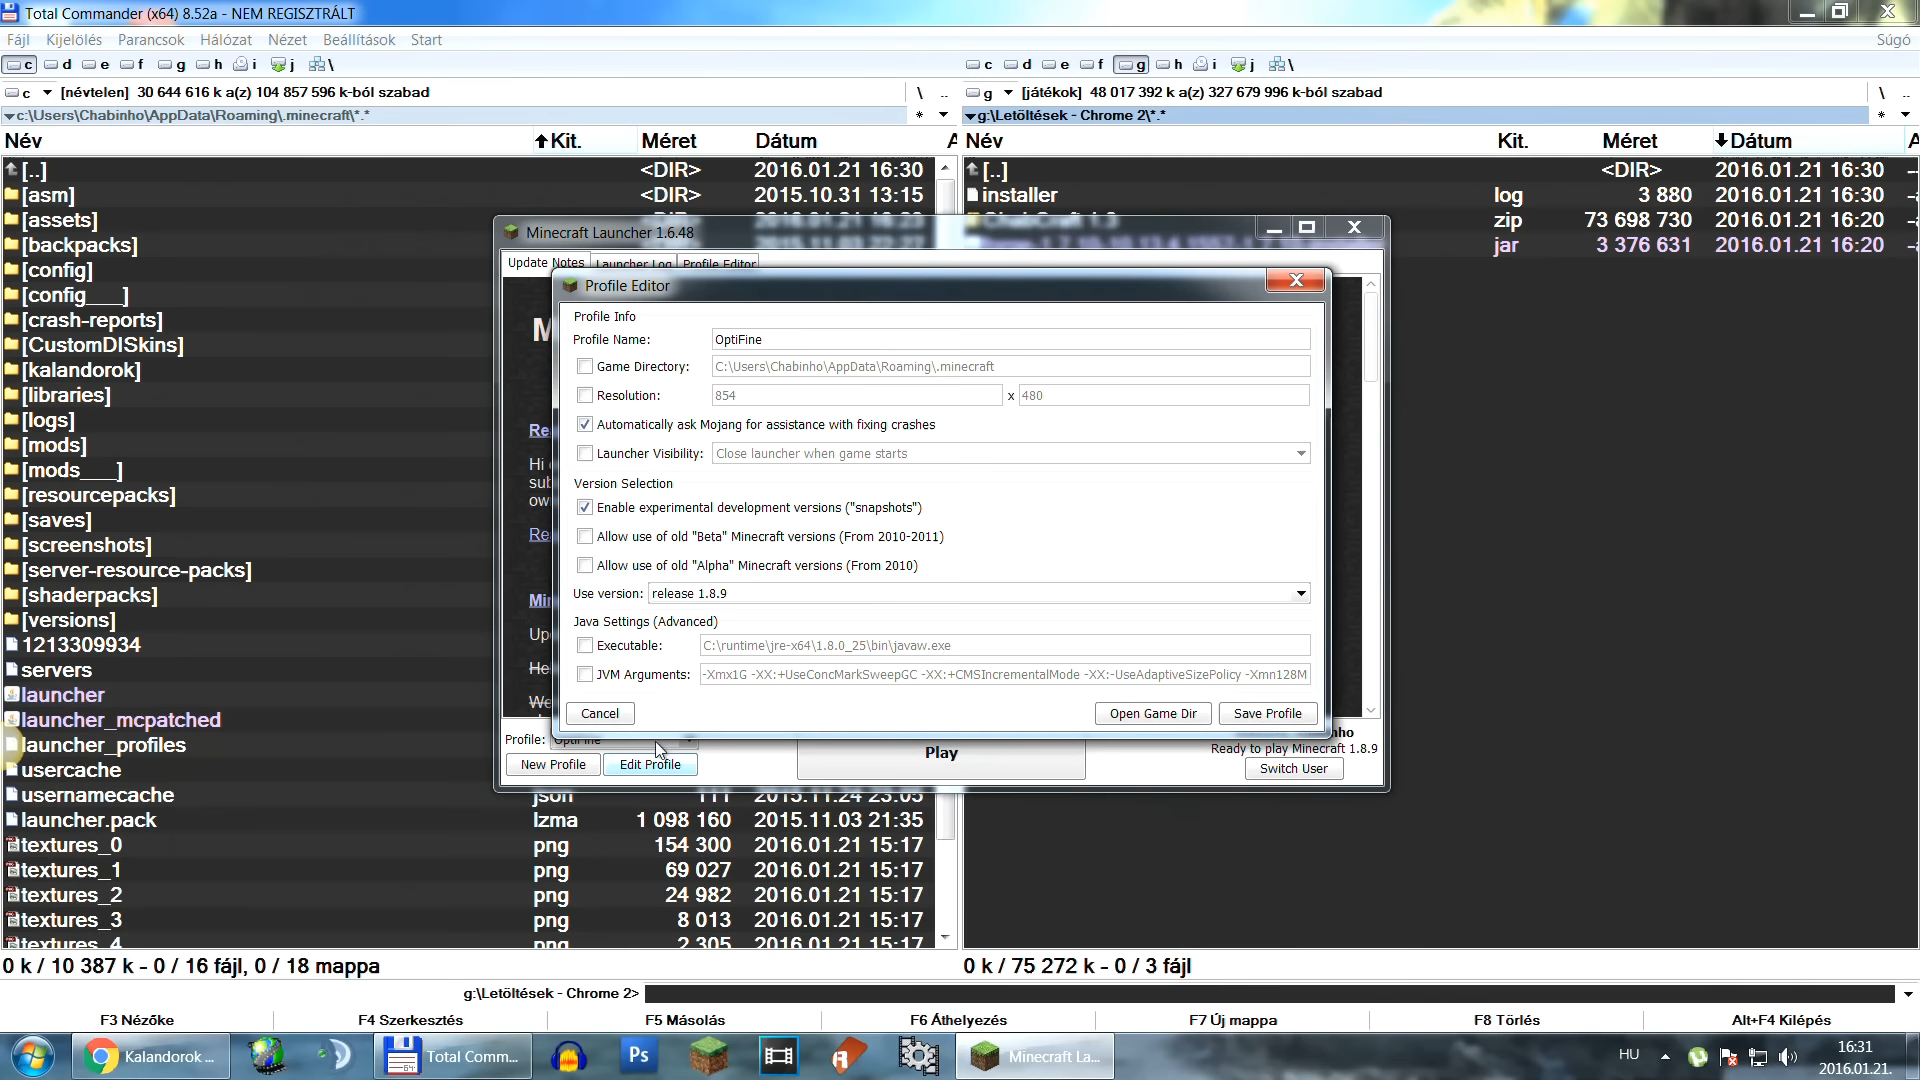 Total Commander (x64) 8.52a - NEM REGISZTRÁLT
Fájl Kijelölés Parancsok Hálózat Nézet Beállítások Start Súgó
c d e f g h i j \
c d e f g h i j \
c [névtelen] 30 644 616 k a(z) 104 857 596 k-ból szabad \ ..
g [játékok] 48 017 392 k a(z) 327 679 996 k-ból szabad \ ..
c:\Users\Chabinho\AppData\Roaming\.minecraft\*.* *
g:\Letöltések - Chrome 2\*.* *
Név Kit. Méret Dátum A
Név Kit. Méret Dátum A
[..] <DIR> 2016.01.21 16:30
[asm] <DIR> 2015.10.31 13:15
[assets]
[backpacks]
[config]
[config___]
[crash-reports]
[CustomDISkins]
[kalandorok]
[libraries]
[logs]
[mods]
[mods___]
[resourcepacks]
[saves]
[screenshots]
[server-resource-packs]
[shaderpacks]
[versions]
1213309934
servers
launcher
launcher_mcpatched
launcher_profiles
usercache
usernamecache json 111 2015.11.24 23:05
launcher.pack lzma 1 098 160 2015.11.03 21:35
textures_0 png 154 300 2016.01.21 15:17
textures_1 png 69 027 2016.01.21 15:17
textures_2 png 24 982 2016.01.21 15:17
textures_3 png 8 013 2016.01.21 15:17
textures_4 png 2 305 2016.01.21 15:17
[..] <DIR> 2016.01.21 16:30
installer log 3 880 2016.01.21 16:30
zip 73 698 730 2016.01.21 16:20
jar 3 376 631 2016.01.21 16:20
Minecraft Launcher 1.6.48
Update Notes Launcher Log Profile Editor
Profile Editor
Profile Info
Profile Name: OptiFine
Game Directory: C:\Users\Chabinho\AppData\Roaming\.minecraft
Resolution: 854 x 480
Automatically ask Mojang for assistance with fixing crashes
Launcher Visibility: Close launcher when game starts
Version Selection
Enable experimental development versions ("snapshots")
Allow use of old "Beta" Minecraft versions (From 2010-2011)
Allow use of old "Alpha" Minecraft versions (From 2010)
Use version: release 1.8.9
Java Settings (Advanced)
Executable: C:\runtime\jre-x64\1.8.0_25\bin\javaw.exe
JVM Arguments: -Xmx1G -XX:+UseConcMarkSweepGC -XX:+CMSIncrementalMode -XX:-UseAdaptiveSizePolicy -Xmn128M
Cancel Open Game Dir Save Profile
Profile: OptiFine
New Profile Edit Profile
Play
Ready to play Minecraft 1.8.9
Switch User
0 k / 10 387 k - 0 / 16 fájl, 0 / 18 mappa
0 k / 75 272 k - 0 / 3 fájl
g:\Letöltések - Chrome 2>
F3 Nézőke F4 Szerkesztés F5 Másolás F6 Áthelyezés F7 Új mappa F8 Törlés Alt+F4 Kilépés
Kalandorok ... Total Comm... Ps Minecraft La... HU 16:31
2016.01.21.